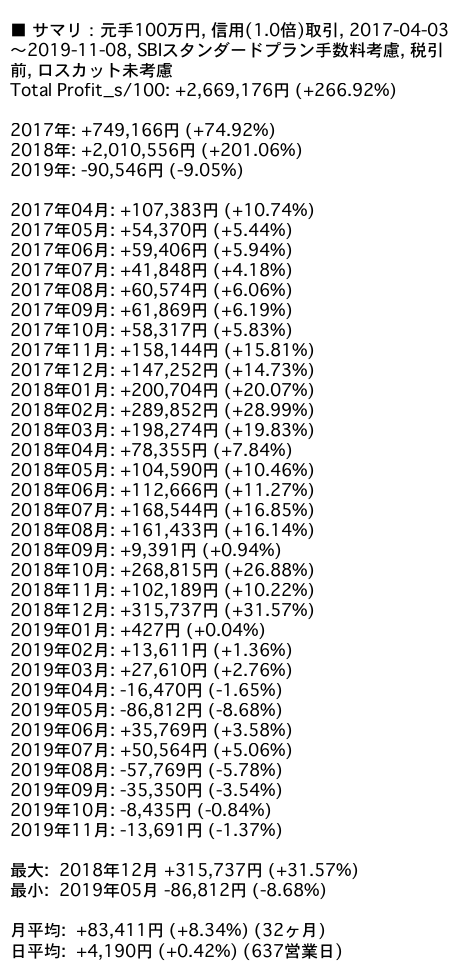 ■ サマリ：元手100万円, 信用(1.0倍)取引, 2017-04-03
～2019-11-08, SBIスタンダードプラン手数料考慮, 税引
前, ロスカット未考慮
Total Profit_s/100: +2,669,176円 (+266.92%)
2017年: +749,166円 (+74.92%)
2018年: +2,010,556円 (+201.06%)
2019年: -90,546円 (-9.05%)
2017年04月: +107,383円 (+10.74%)
2017年05月: +54,370円 (+5.44%)
2017年06月: +59,406円 (+5.94%)
2017年07月: +41,848円 (+4.18%)
2017年08月: +60,574円 (+6.06%)
2017年09月: +61,869円 (+6.19%)
2017年10月: +58,317円 (+5.83%)
2017年11月: +158,144円 (+15.81%)
2017年12月: +147,252円 (+14.73%)
2018年01月: +200,704円 (+20.07%)
2018年02月: +289,852円 (+28.99%)
2018年03月: +198,274円 (+19.83%)
2018年04月: +78,355円 (+7.84%)
2018年05月: +104,590円 (+10.46%)
2018年06月: +112,666円 (+11.27%)
2018年07月: +168,544円 (+16.85%)
2018年08月: +161,433円 (+16.14%)
2018年09月: +9,391円 (+0.94%)
2018年10月: +268,815円 (+26.88%)
2018年11月: +102,189円 (+10.22%)
2018年12月: +315,737円 (+31.57%)
2019年01月: +427円 (+0.04%)
2019年02月: +13,611円 (+1.36%)
2019年03月: +27,610円 (+2.76%)
2019年04月: -16,470円 (-1.65%)
2019年05月: -86,812円 (-8.68%)
2019年06月: +35,769円 (+3.58%)
2019年07月: +50,564円 (+5.06%)
2019年08月: -57,769円 (-5.78%)
2019年09月: -35,350円 (-3.54%)
2019年10月: -8,435円 (-0.84%)
2019年11月: -13,691円 (-1.37%)
最大: 2018年12月 +315,737円 (+31.57%)
最小: 2019年05月 -86,812円 (-8.68%)
月平均: +83,411円 (+8.34%) (32ヶ月)
日平均: +4,190円 (+0.42%) (637営業日)